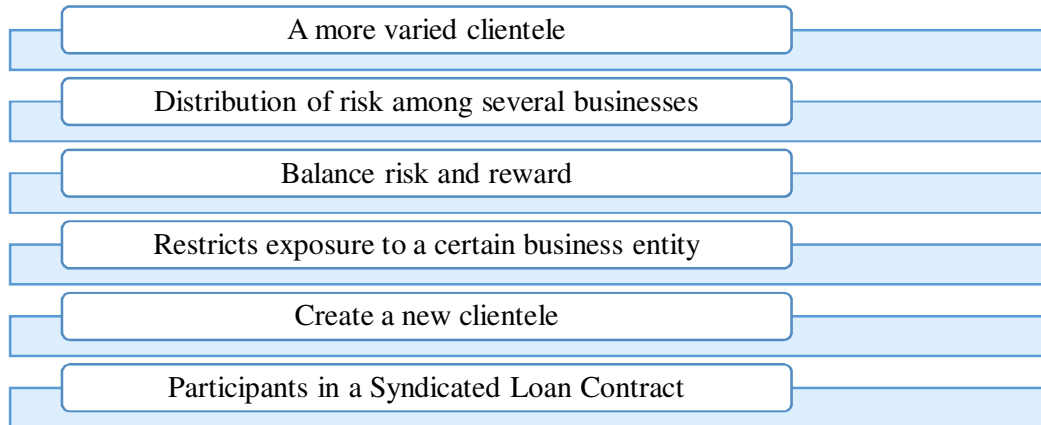 A more varied clientele
Distribution of risk among several businesses
Balance risk and reward
Restricts exposure to a certain business entity
Create a new clientele
Participants in a Syndicated Loan Contract